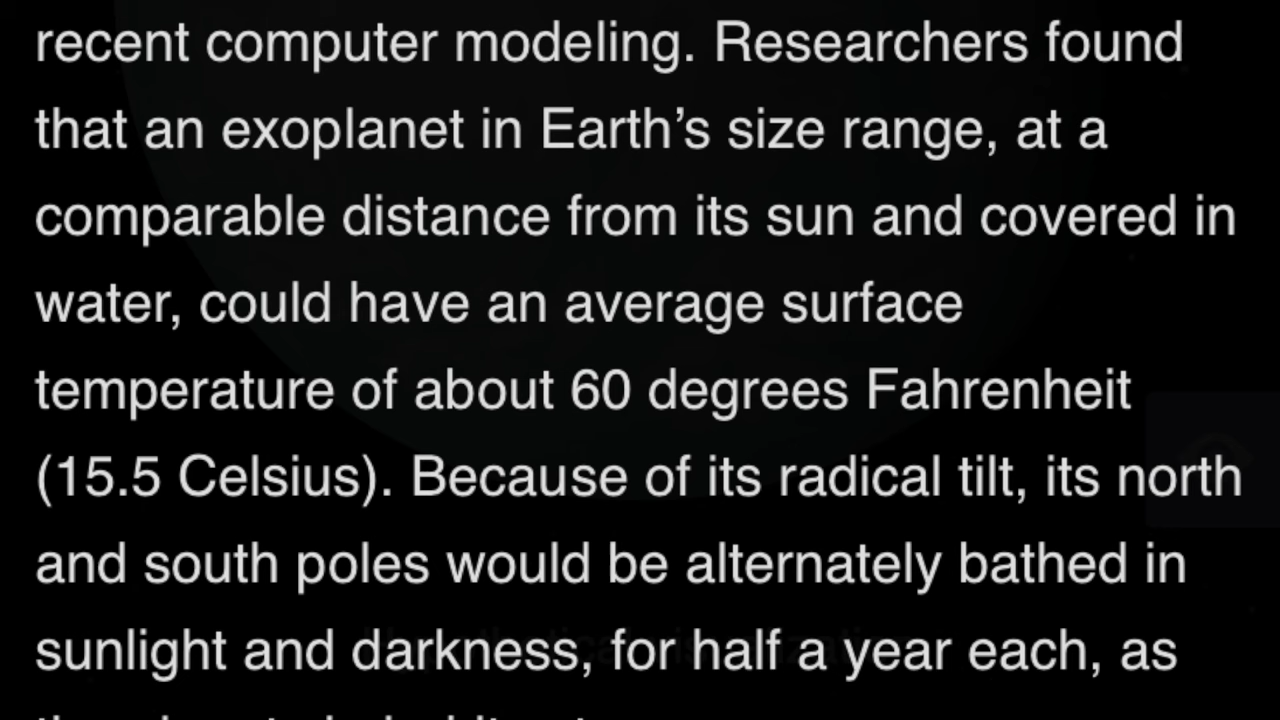 recent computer modeling. Researchers found
that an exoplanet in Earth’s size range, at a
comparable distance from its sun and covered in
water, could have an average surface
temperature of about 60 degrees Fahrenheit
(15.5 Celsius). Because of its radical tilt, its north
and south poles would be alternately bathed in
sunlight and darkness, for half a year each, as